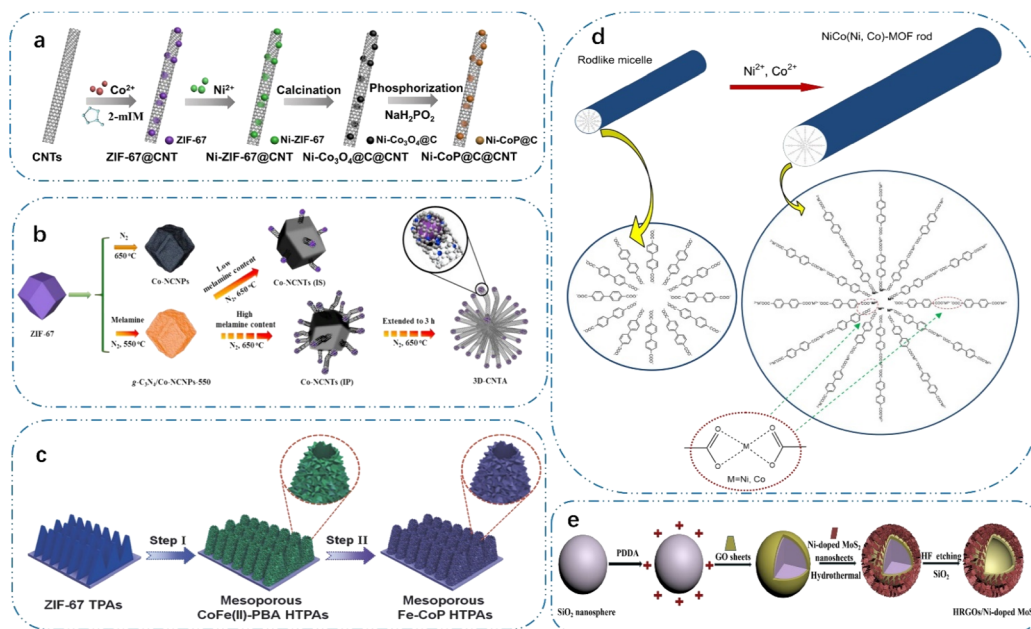 a
Co²⁺
2-mIM
Ni²⁺
Calcination
Phosphorization
NaH₂PO₂
ZIF-67
Ni-ZIF-67
Ni-Co₃O₄@C
Ni-CoP@C
CNTs
ZIF-67@CNT
Ni-ZIF-67@CNT
Ni-Co₃O₄@C@CNT
Ni-CoP@C@CNT
b
N₂
650 °C
Co-NCNPs
Low
melamine content
N₂, 650°C
Co-NCNTs (IS)
ZIF-67
Melamine
N₂, 550 °C
g-C₃N₄/Co-NCNPs-550
High
melamine content
N₂, 650°C
Co-NCNTs (IP)
Extended to 3 h
N₂, 650°C
3D-CNTA
c
Step I
Step II
ZIF-67 TPAs
Mesoporous
CoFe(II)-PBA HTPAs
Mesoporous
Fe-CoP HTPAs
d
Rodlike micelle
Ni²⁺, Co²⁺
NiCo(Ni, Co)-MOF rod
O
O
M
O
O
M=Ni, Co
e
SiO₂ nanosphere
PDDA
GO sheets
Ni-doped MoS₂
nanosheets
Hydrothermal
HF etching
SiO₂
HRGOs/Ni-doped MoS